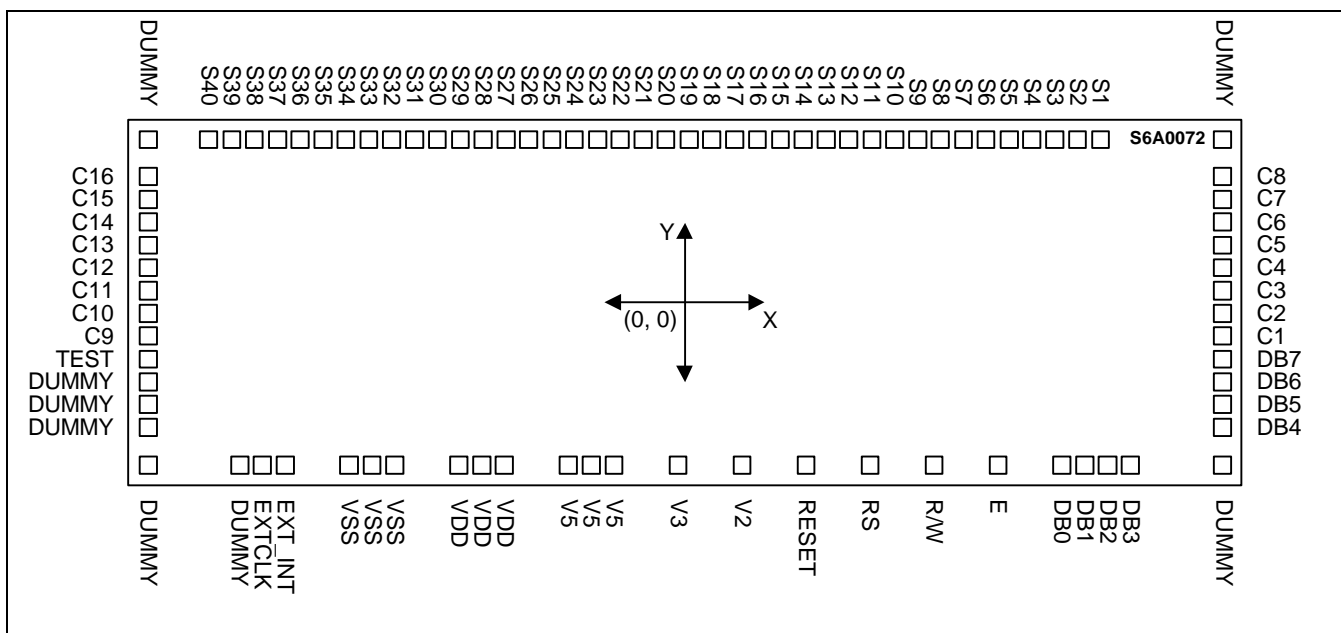 DUMMY
S40
S39
S38
S37
S36
S35
S34
S33
S32
S31
S30
S29
S28
S27
S26
S25
S24
S23
S22
S21
S20
S19
S18
S17
S16
S15
S14
S13
S12
S11
S10
S9
S8
S7
S6
S5
S4
S3
S2
S1
DUMMY
S6A0072
C16
C15
C14
C13
C12
C11
C10
C9
TEST
DUMMY
DUMMY
DUMMY
Y
(0, 0)
X
C8
C7
C6
C5
C4
C3
C2
C1
DB7
DB6
DB5
DB4
DUMMY
DUMMY
EXTCLK
EXT_INT
VSS
VSS
VSS
VDD
VDD
VDD
V5
V5
V5
V3
V2
RESET
RS
R/W
E
DB0
DB1
DB2
DB3
DUMMY